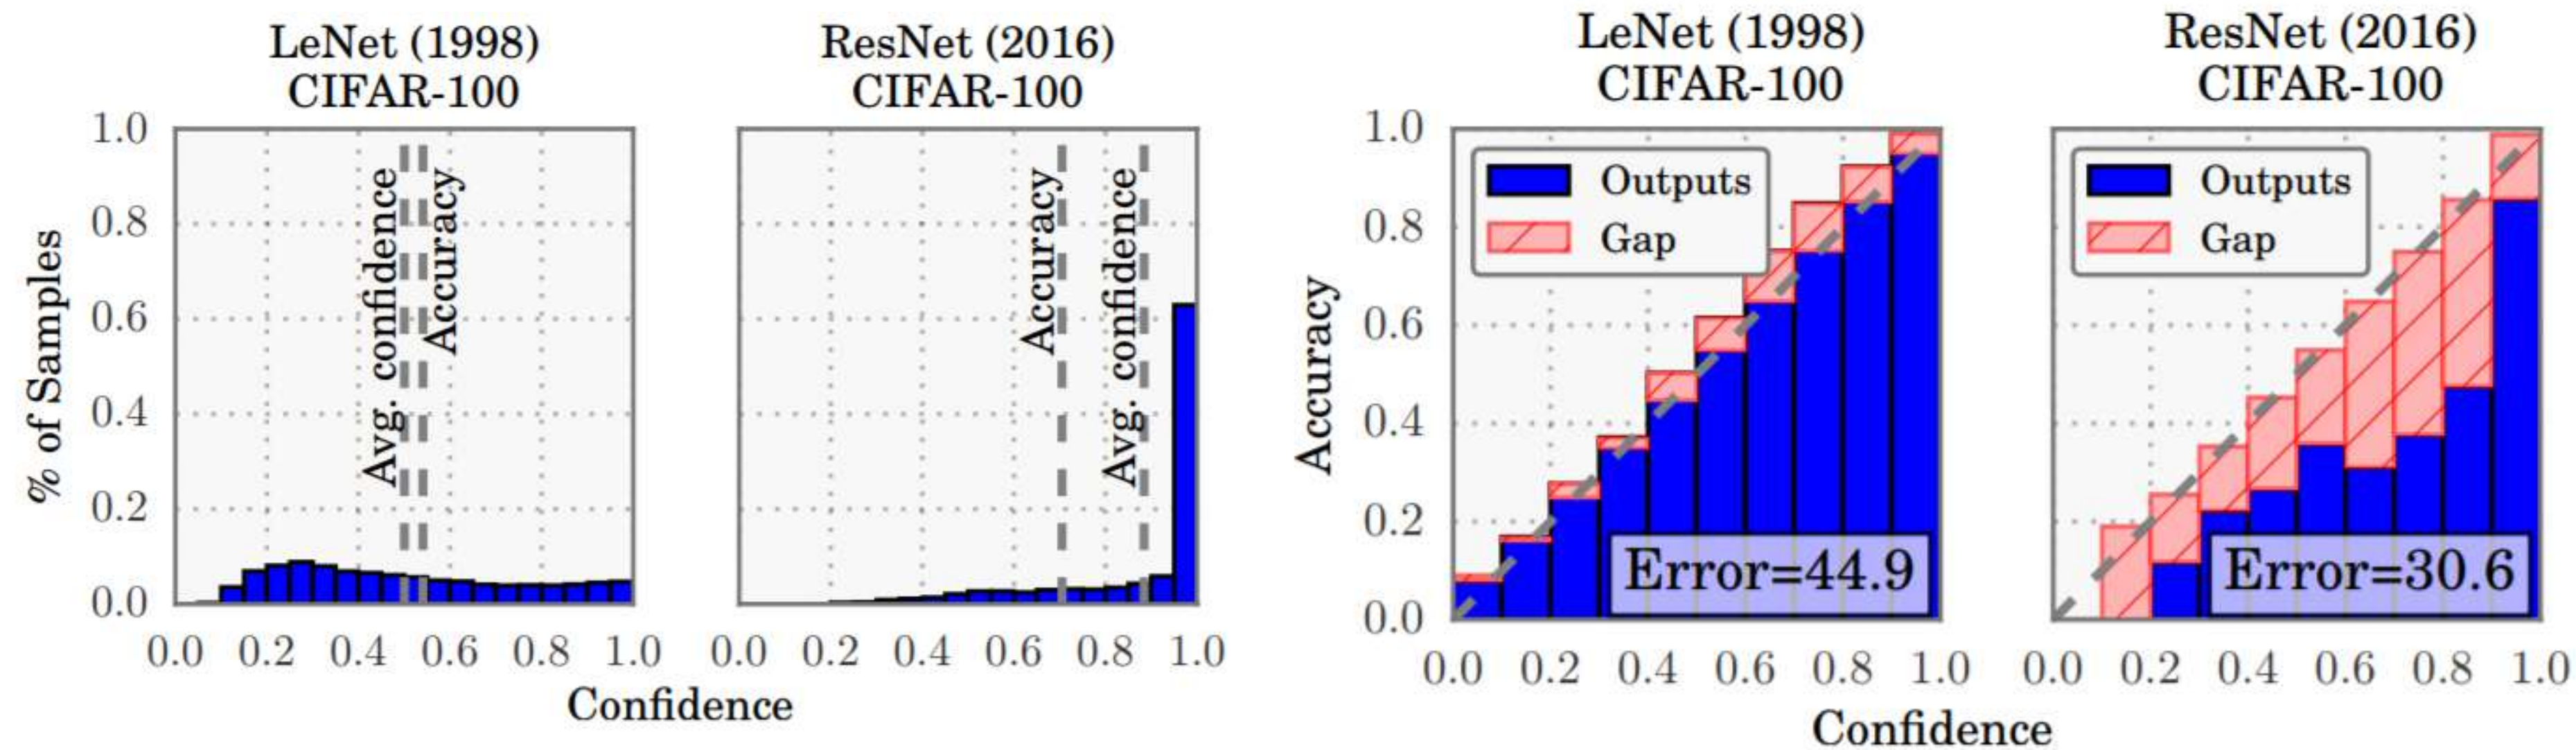 LeNet (1998)
CIFAR-100
ResNet (2016)
CIFAR-100
% of Samples
1.0
0.8
0.6
0.4
0.2
0.0
Avg. confidence
Accuracy
Accuracy
Avg. confidence
0.0 0.2 0.4 0.6 0.8 1.0
0.0 0.2 0.4 0.6 0.8 1.0
Confidence
LeNet (1998)
CIFAR-100
ResNet (2016)
CIFAR-100
Accuracy
1.0
0.8
0.6
0.4
0.2
0.0
Outputs
Gap
Error=44.9
Outputs
Gap
Error=30.6
0.0 0.2 0.4 0.6 0.8 1.0
0.0 0.2 0.4 0.6 0.8 1.0
Confidence